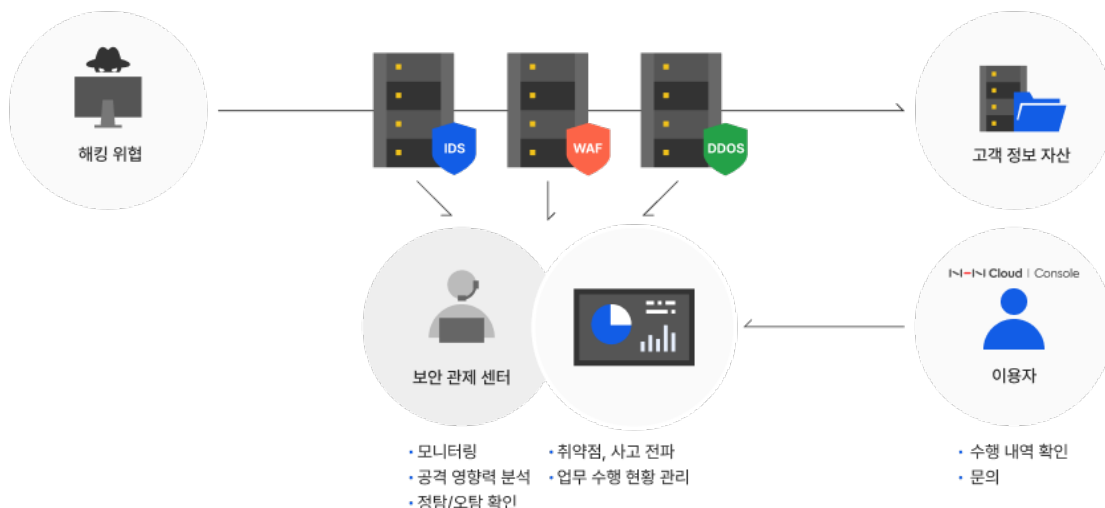 IDS
WAF
DDOS
해킹 위협
고객 정보 자산
NHN Cloud | Console
보안 관제 센터
이용자
• 모니터링
• 공격 영향력 분석
• 정탐/오탐 확인
• 취약점, 사고 전파
• 업무 수행 현황 관리
• 수행 내역 확인
• 문의